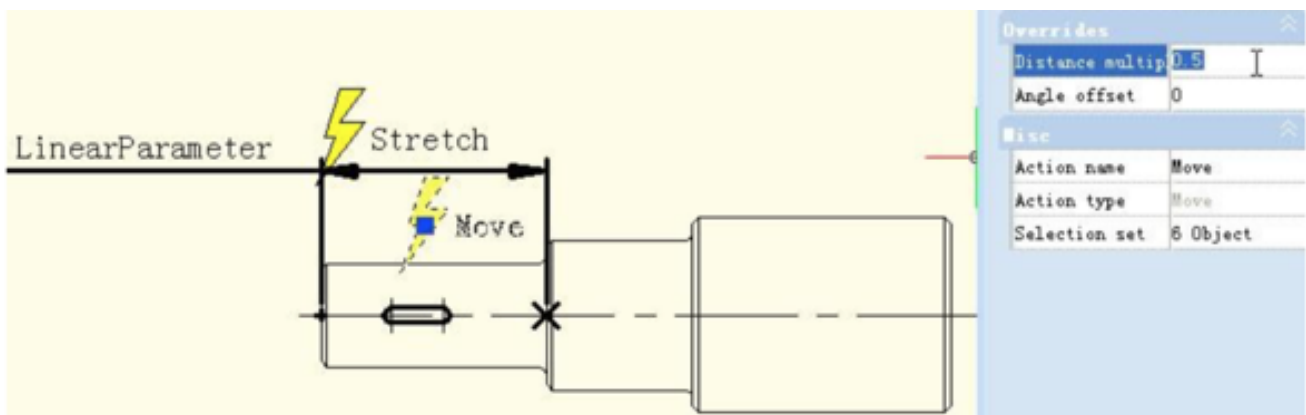 LinearParameter
Stretch
Move
Overrides
Distance multip 0.5
Angle offset 0
Misc
Action name Move
Action type Move
Selection set 6 Object